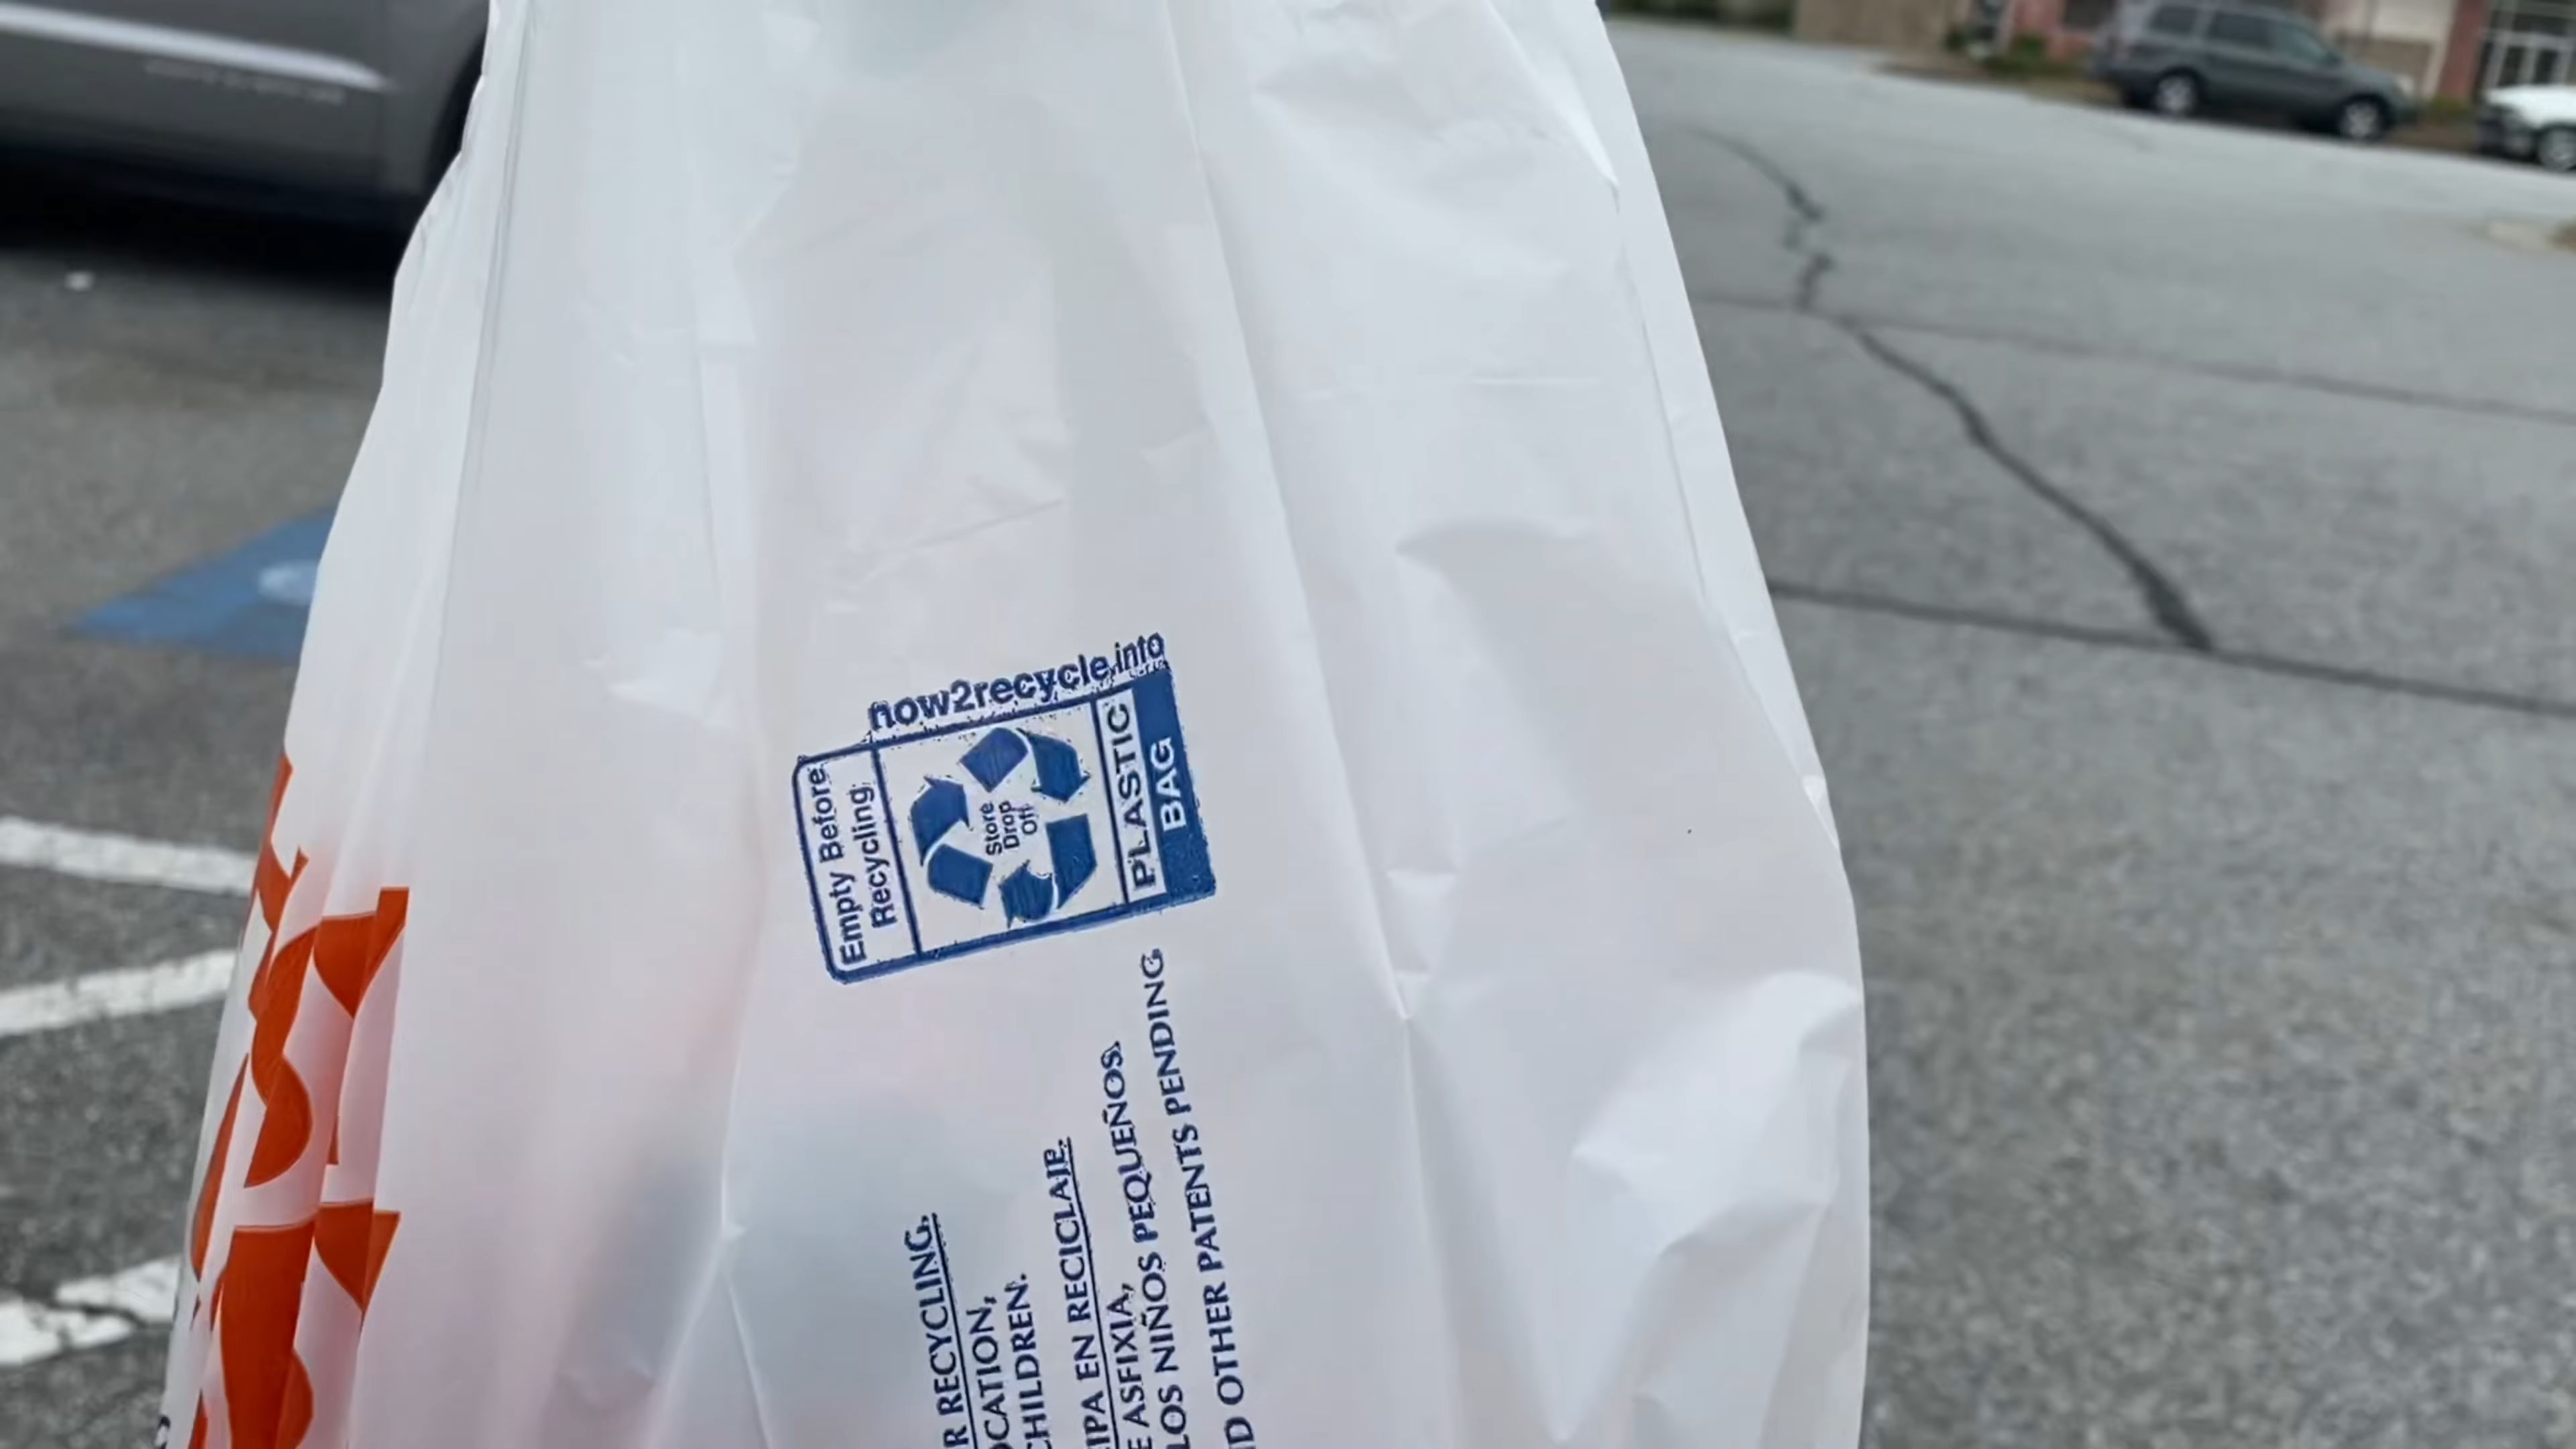 how2recycle.info
Empty Before
Recycling
Store
Drop
Off
PLASTIC
BAG
R RECYCLING.
OCATION,
CHILDREN.
IPA EN RECICLAJE.
E ASFIXIA,
LOS NIÑOS PEQUEÑOS.
D OTHER PATENTS PENDING